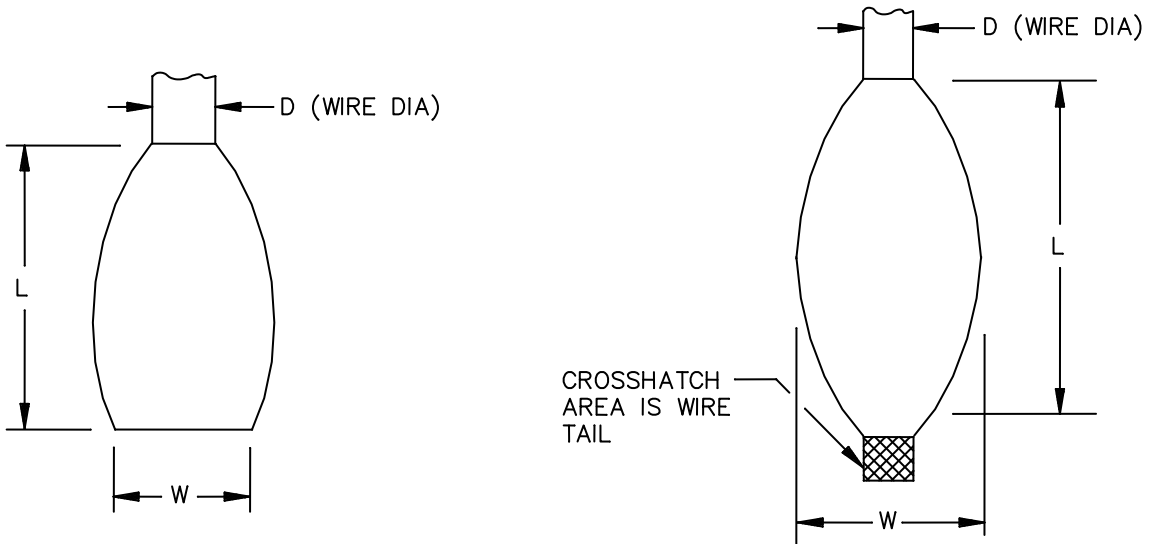 D (WIRE DIA)
L
W
D (WIRE DIA)
L
CROSSHATCH
AREA IS WIRE
TAIL
W